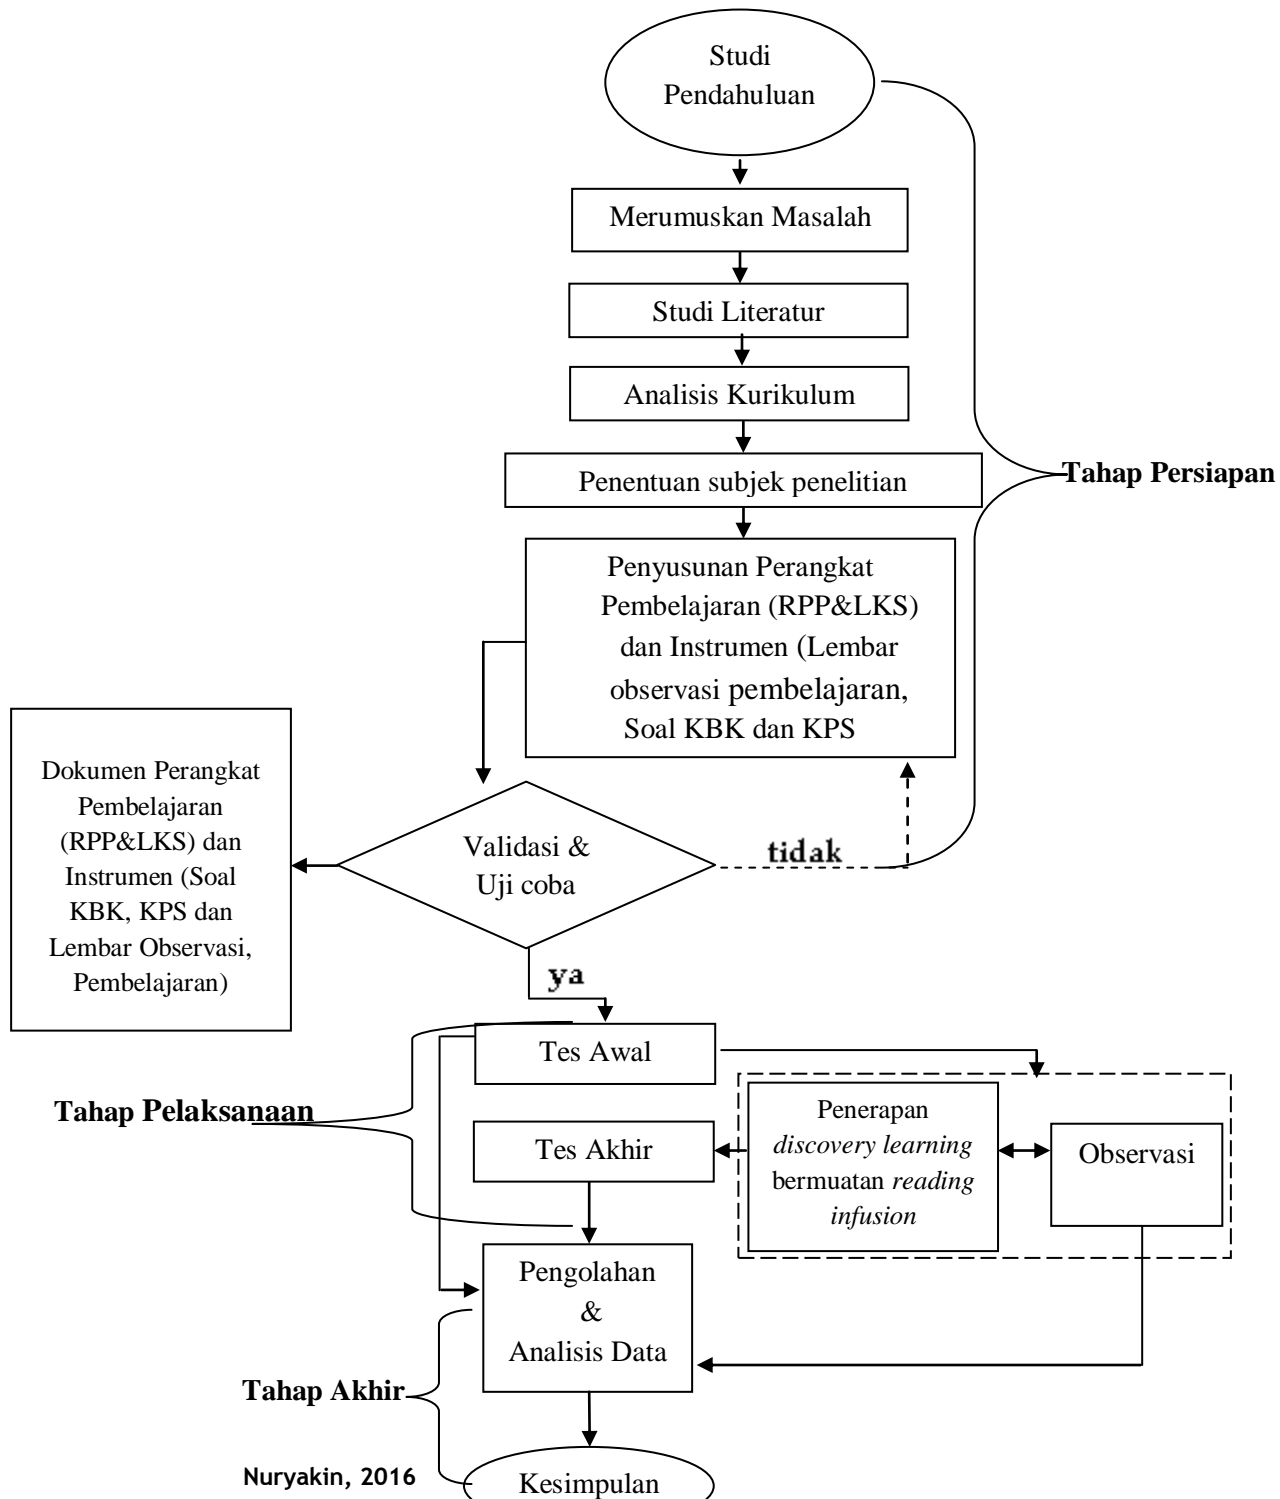 Studi
Pendahuluan
Merumuskan Masalah
Studi Literatur
Analisis Kurikulum
Penentuan subjek penelitian
Tahap Persiapan
Penyusunan Perangkat
Pembelajaran (RPP&LKS)
dan Instrumen (Lembar
observasi pembelajaran,
Soal KBK dan KPS
Dokumen Perangkat
Pembelajaran
(RPP&LKS) dan
Instrumen (Soal
KBK, KPS dan
Lembar Observasi,
Pembelajaran)
Validasi &
Uji coba
tidak
ya
Tes Awal
Tahap Pelaksanaan
Penerapan
discovery learning
bermuatan reading
infusion
Observasi
Tes Akhir
Pengolahan
&
Analisis Data
Tahap Akhir
Nuryakin, 2016
Kesimpulan